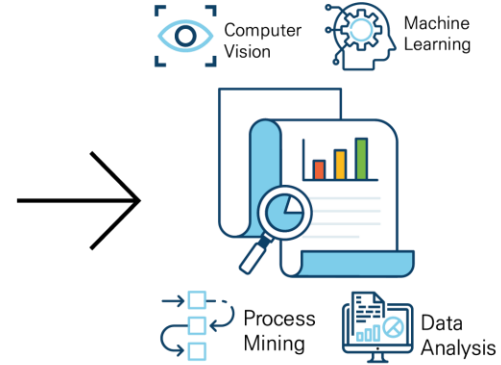 Computer
Vision
Machine
Learning
Process
Mining
Data
Analysis